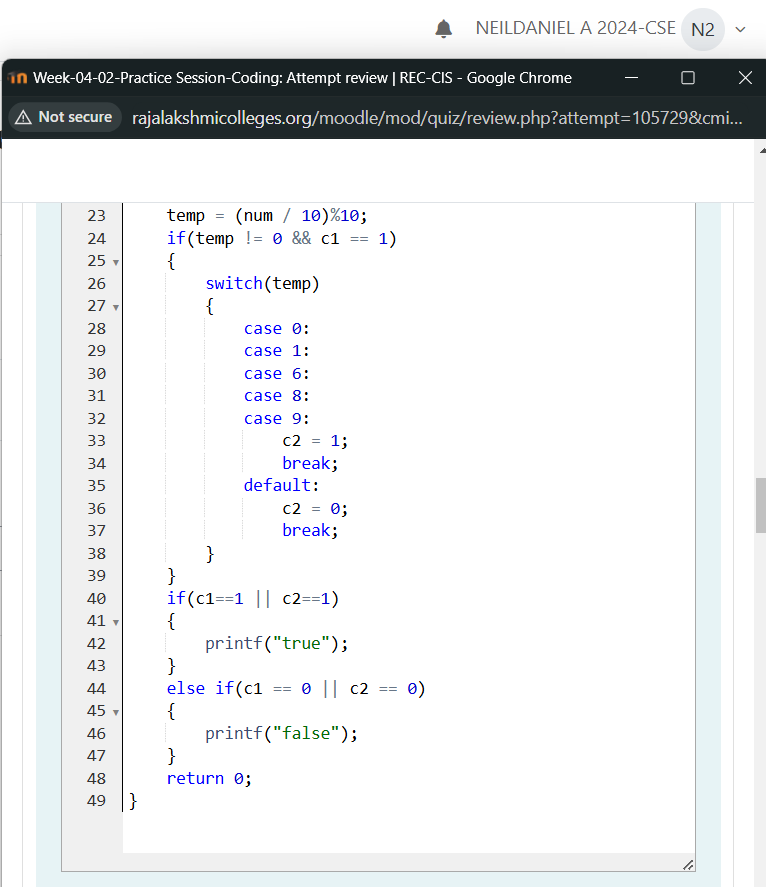 NEILDANIEL A 2024-CSE N2
m Week-04-02-Practice Session-Coding: Attempt review | REC-CIS - Google Chrome
Not secure rajalakshmicolleges.org/moodle/mod/quiz/review.php?attempt=105729&cmi...
23 temp = (num / 10)%10;
24 if(temp != 0 && c1 == 1)
25 {
26 switch(temp)
27 {
28 case 0:
29 case 1:
30 case 6:
31 case 8:
32 case 9:
33 c2 = 1;
34 break;
35 default:
36 c2 = 0;
37 break;
38 }
39 }
40 if(c1==1 || c2==1)
41 {
42 printf("true");
43 }
44 else if(c1 == 0 || c2 == 0)
45 {
46 printf("false");
47 }
48 return 0;
49 }